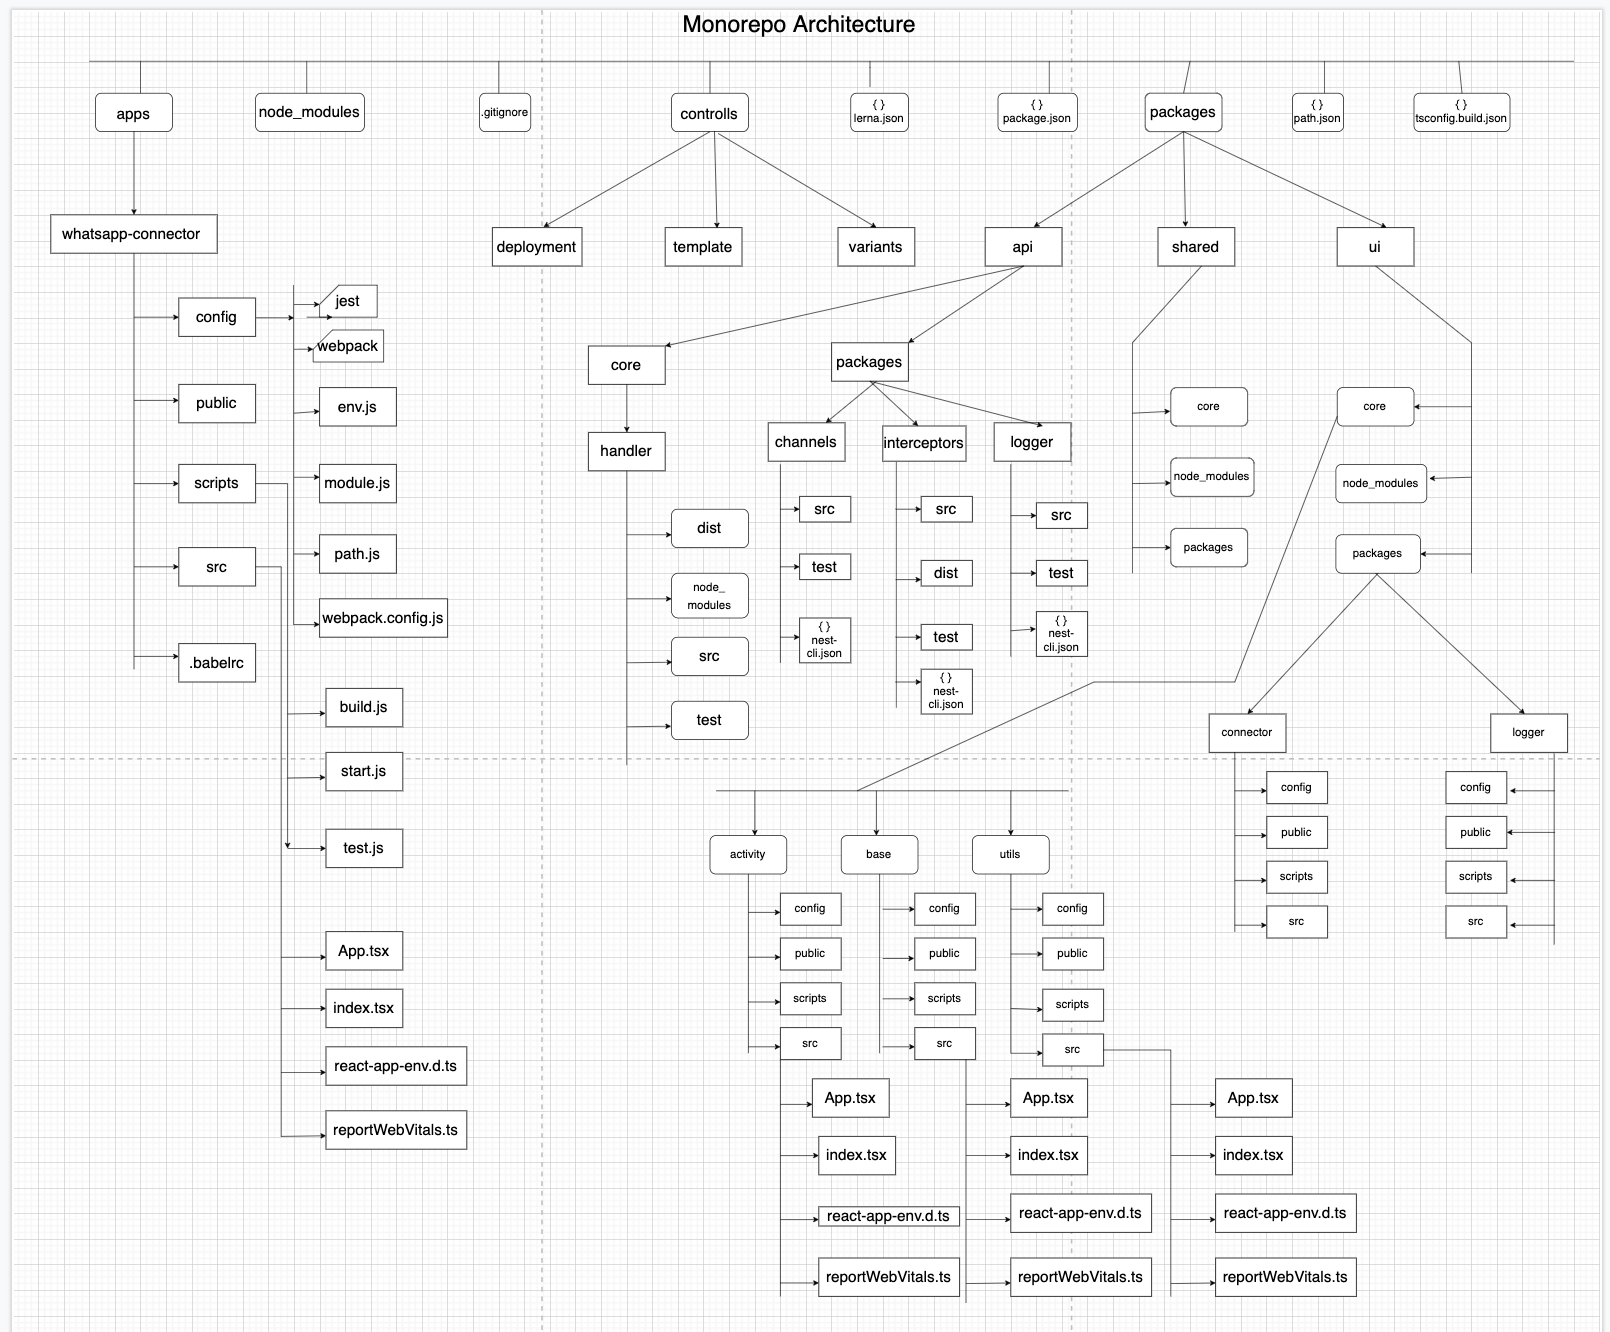 Monorepo Architecture
apps
node_modules
.gitignore
controlls
{ }
lerna.json
{ }
package.json
packages
{ }
path.json
{ }
tsconfig.build.json
whatsapp-connector
deployment
template
variants
api
shared
ui
config
public
scripts
src
.babelrc
jest
webpack
env.js
module.js
path.js
webpack.config.js
build.js
start.js
test.js
App.tsx
index.tsx
react-app-env.d.ts
reportWebVitals.ts
core
handler
dist
node_
modules
src
test
packages
channels
interceptors
logger
src
test
{ }
nest-
cli.json
src
dist
test
{ }
nest-
cli.json
src
test
{ }
nest-
cli.json
core
node_modules
packages
core
node_modules
packages
connector
logger
config
public
scripts
src
config
public
scripts
src
activity
base
utils
config
public
scripts
src
config
public
scripts
src
config
public
scripts
src
App.tsx
index.tsx
react-app-env.d.ts
reportWebVitals.ts
App.tsx
index.tsx
react-app-env.d.ts
reportWebVitals.ts
App.tsx
index.tsx
react-app-env.d.ts
reportWebVitals.ts